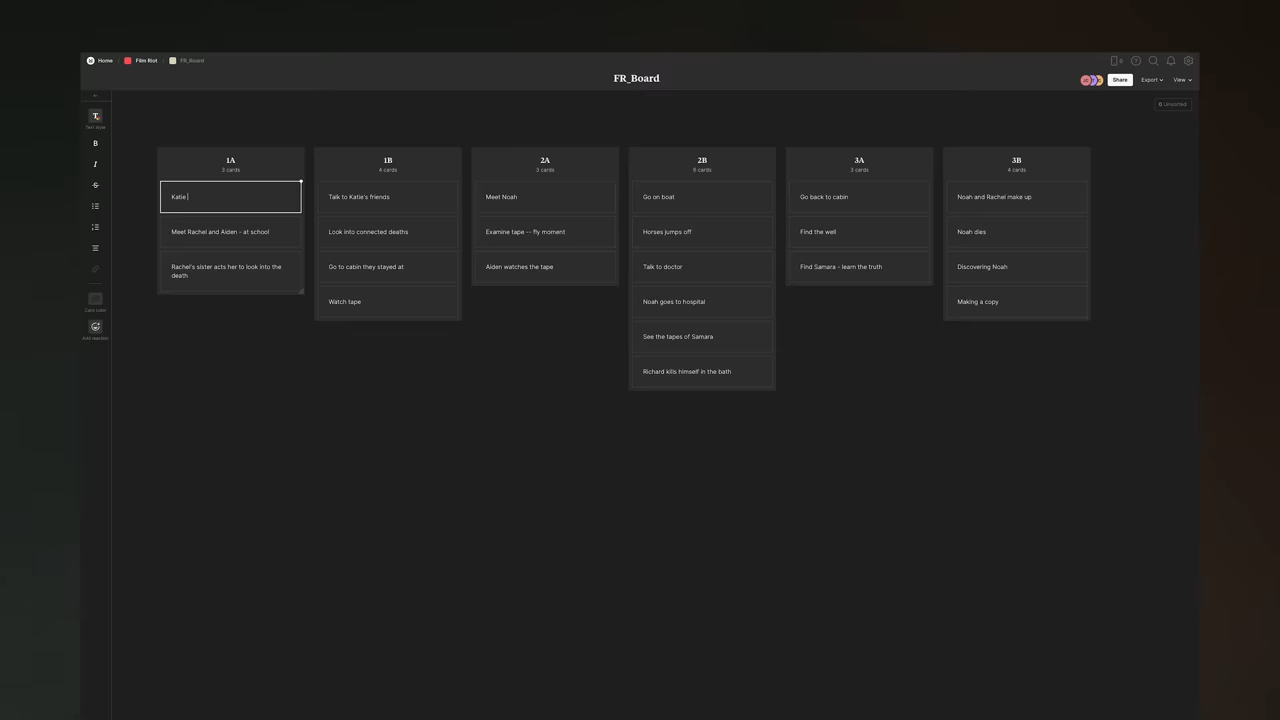 Home / Film Riot / FR_Board
0
FR_Board
Share
Export
View
0 Unsorted
T
Text style
B
I
S
Card color
Add reaction
1A
3 cards
Katie
Meet Rachel and Aiden - at school
Rachel's sister acts her to look into the
death
1B
4 cards
Talk to Katie's friends
Look into connected deaths
Go to cabin they stayed at
Watch tape
2A
3 cards
Meet Noah
Examine tape -- fly moment
Aiden watches the tape
2B
6 cards
Go on boat
Horses jumps off
Talk to doctor
Noah goes to hospital
See the tapes of Samara
Richard kills himself in the bath
3A
3 cards
Go back to cabin
Find the well
Find Samara - learn the truth
3B
4 cards
Noah and Rachel make up
Noah dies
Discovering Noah
Making a copy